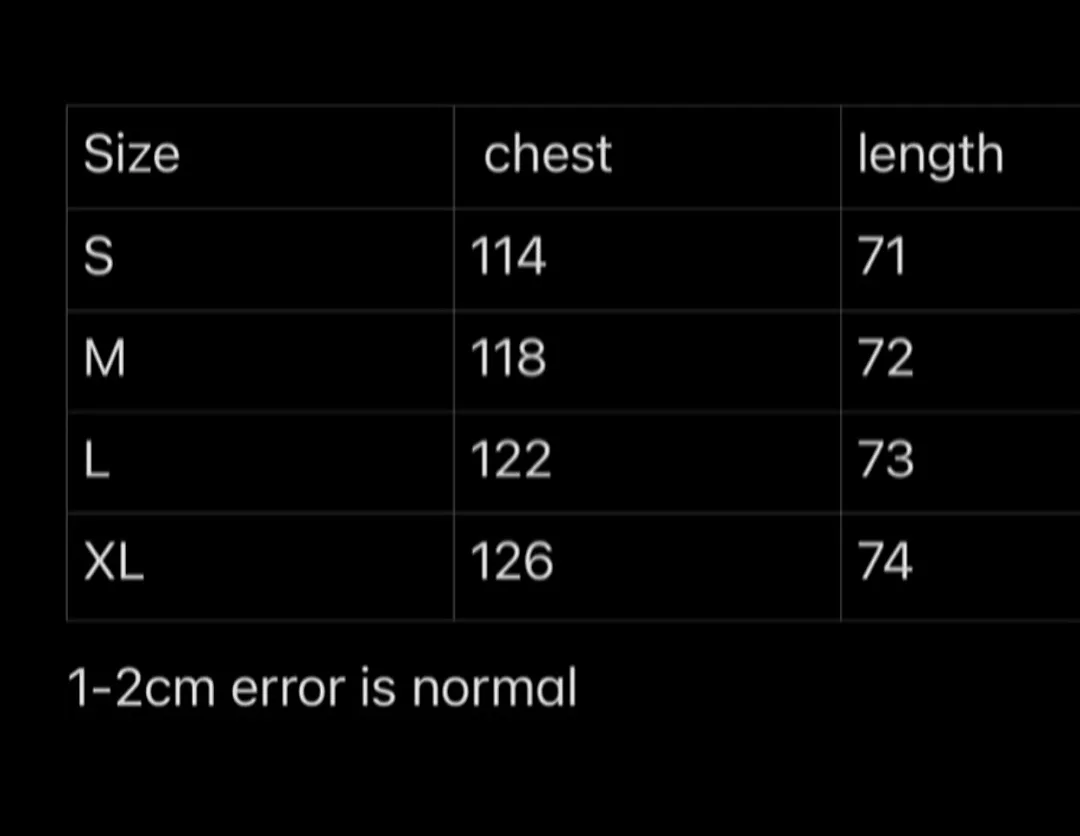 Size chest length
S 114 71
M 118 72
L 122 73
XL 126 74
1-2cm error is normal